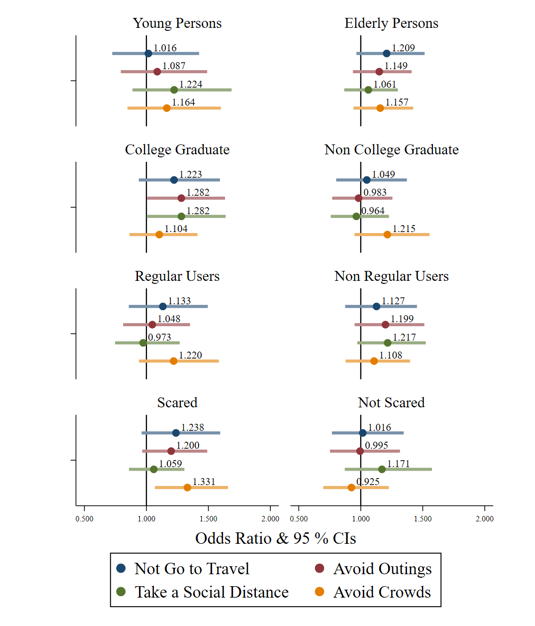 Young Persons Elderly Persons
1.016 1.209
1.087 1.149
1.224 1.061
1.164 1.157
College Graduate Non College Graduate
1.223 1.049
1.282 0.983
1.282 0.964
1.104 1.215
Regular Users Non Regular Users
1.133 1.127
1.048 1.199
0.973 1.217
1.220 1.108
Scared Not Scared
1.238 1.016
1.200 0.995
1.059 1.171
1.331 0.925
0.500 1.000 1.500 2.000 0.500 1.000 1.500 2.000
Odds Ratio & 95 % CIs
Not Go to Travel Avoid Outings
Take a Social Distance Avoid Crowds